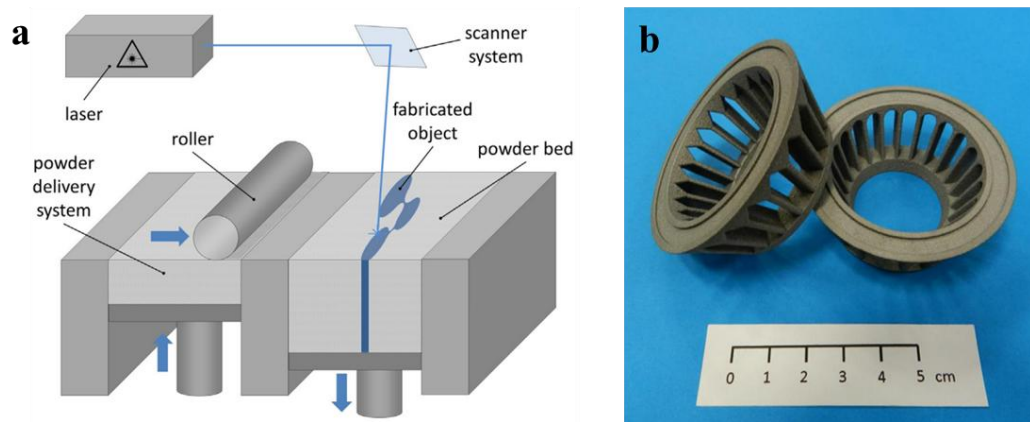 a
laser
scanner
system
fabricated
object
roller
powder bed
powder
delivery
system
b
0 1 2 3 4 5 cm